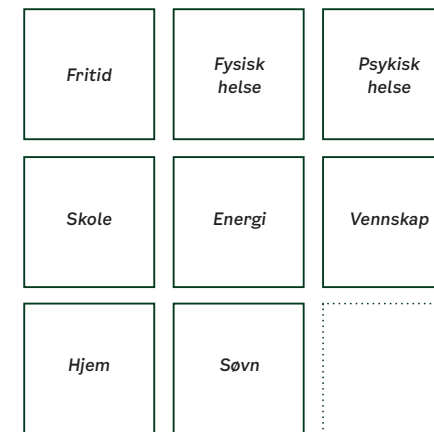 Fritid
Fysisk
helse
Psykisk
helse
Skole
Energi
Vennskap
Hjem
Søvn